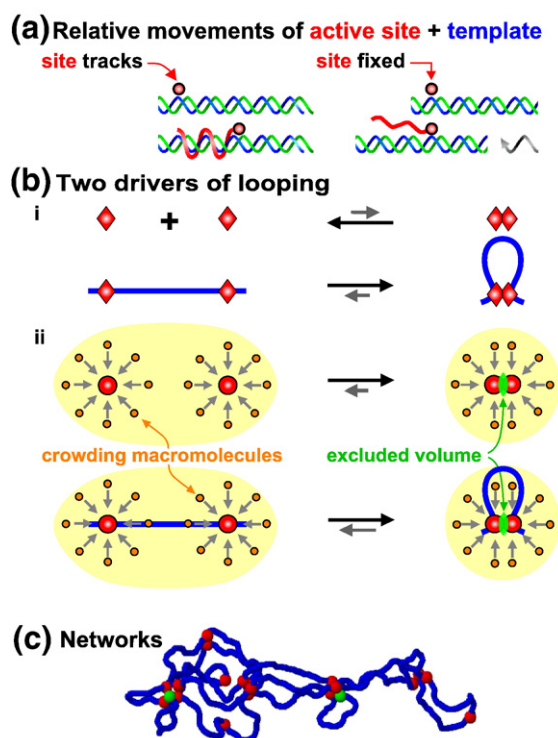 (a) Relative movements of active site + template
site tracks
site fixed
(b) Two drivers of looping
i
+
ii
crowding macromolecules
excluded volume
(c) Networks